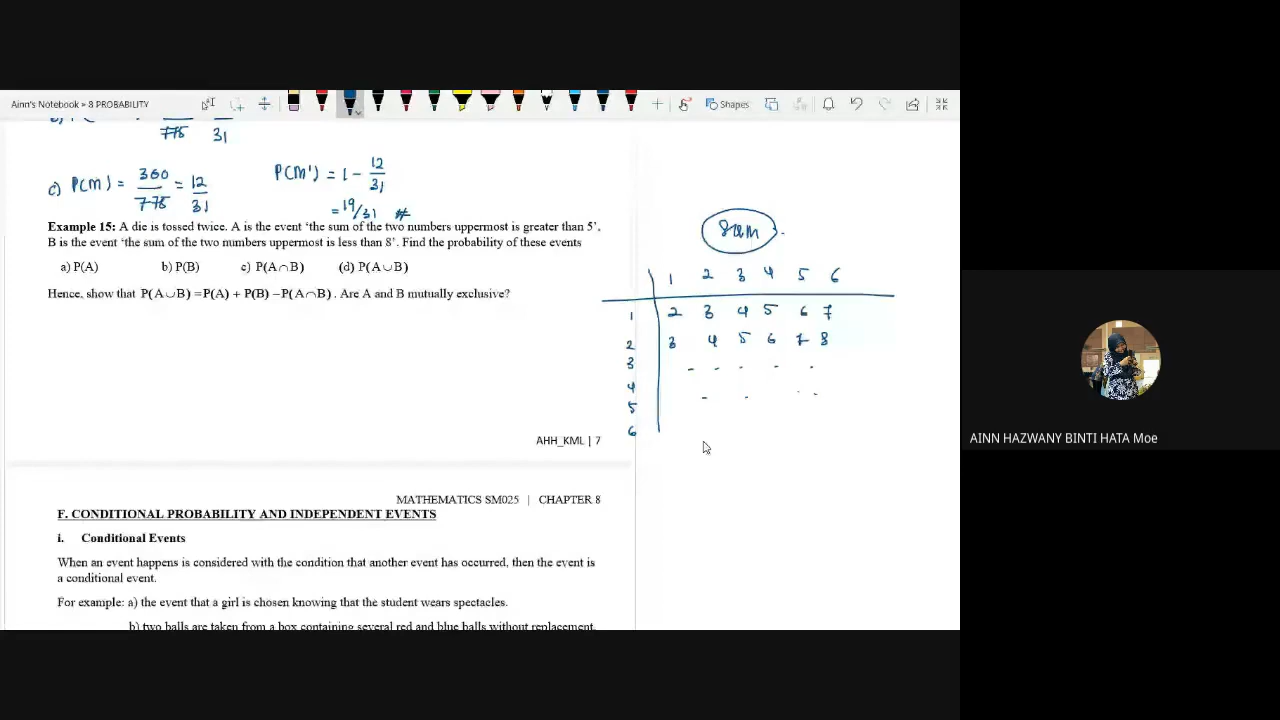 Ainn's Notebook » 8 PROBABILITY
Shapes
775 31
c) P(M) = 360/775 = 12/31
P(M') = 1 - 12/31
= 19/31 #
Example 15: A die is tossed twice. A is the event ‘the sum of the two numbers uppermost is greater than 5’.
B is the event ‘the sum of the two numbers uppermost is less than 8’. Find the probability of these events
a) P(A) b) P(B) c) P(A∩B) (d) P(A∪B)
Hence, show that P(A∪B) =P(A) + P(B) −P(A∩B). Are A and B mutually exclusive?
Sum
1 2 3 4 5 6
1 2 3 4 5 6 7
2 3 4 5 6 7 8
3
4
5
6
AHH_KML | 7
MATHEMATICS SM025 | CHAPTER 8
F. CONDITIONAL PROBABILITY AND INDEPENDENT EVENTS
i. Conditional Events
When an event happens is considered with the condition that another event has occurred, then the event is
a conditional event.
For example: a) the event that a girl is chosen knowing that the student wears spectacles.
b) two balls are taken from a box containing several red and blue balls without replacement.
AINN HAZWANY BINTI HATA Moe